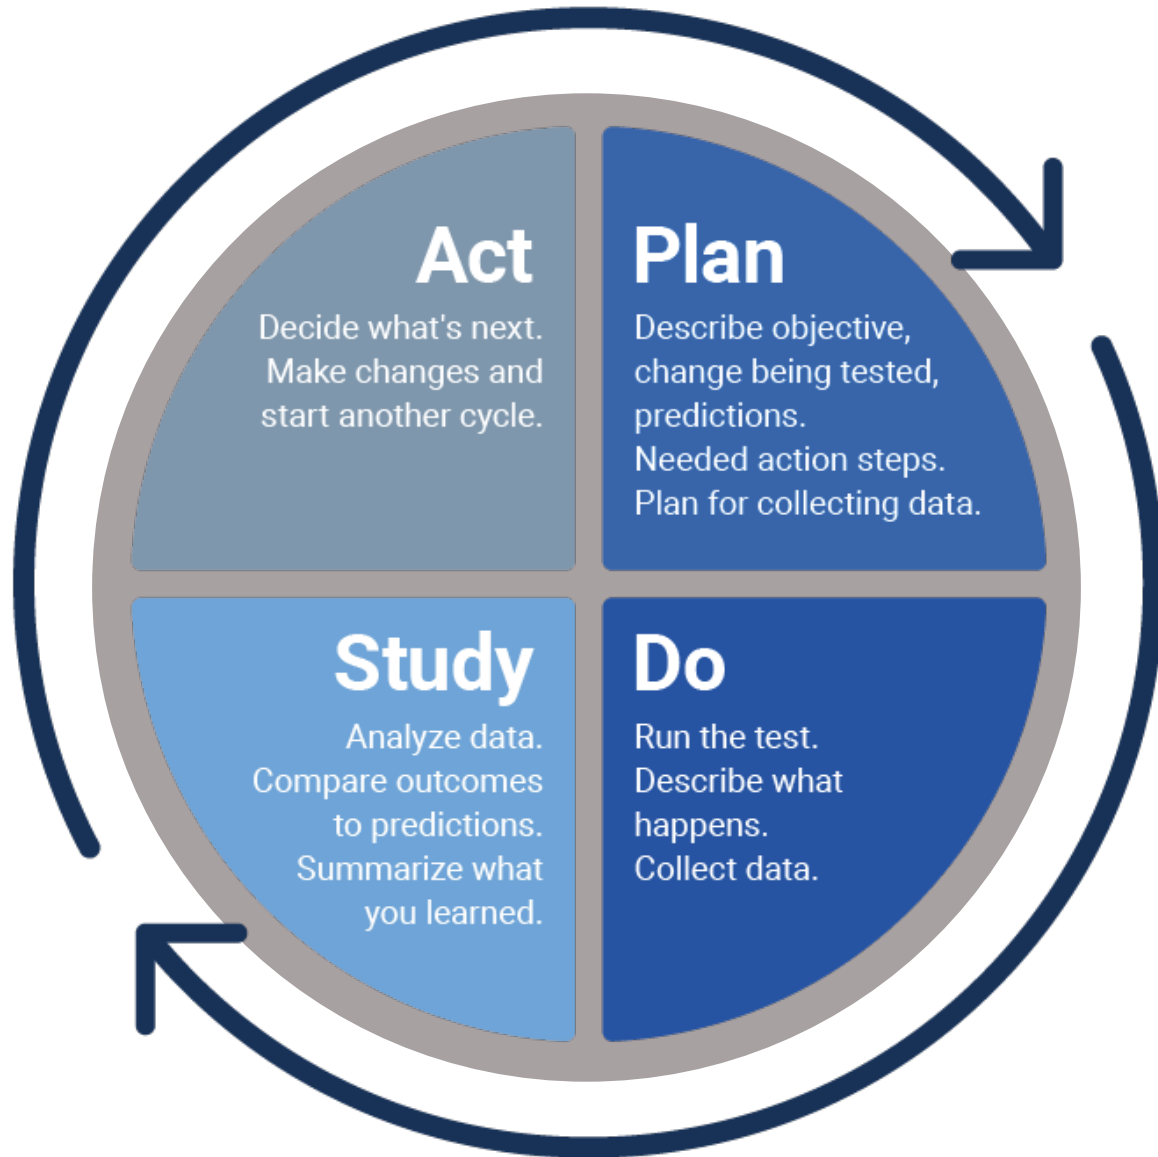 Act
Decide what's next.
Make changes and
start another cycle.
Plan
Describe objective,
change being tested,
predictions.
Needed action steps.
Plan for collecting data.
Study
Analyze data.
Compare outcomes
to predictions.
Summarize what
you learned.
Do
Run the test.
Describe what
happens.
Collect data.